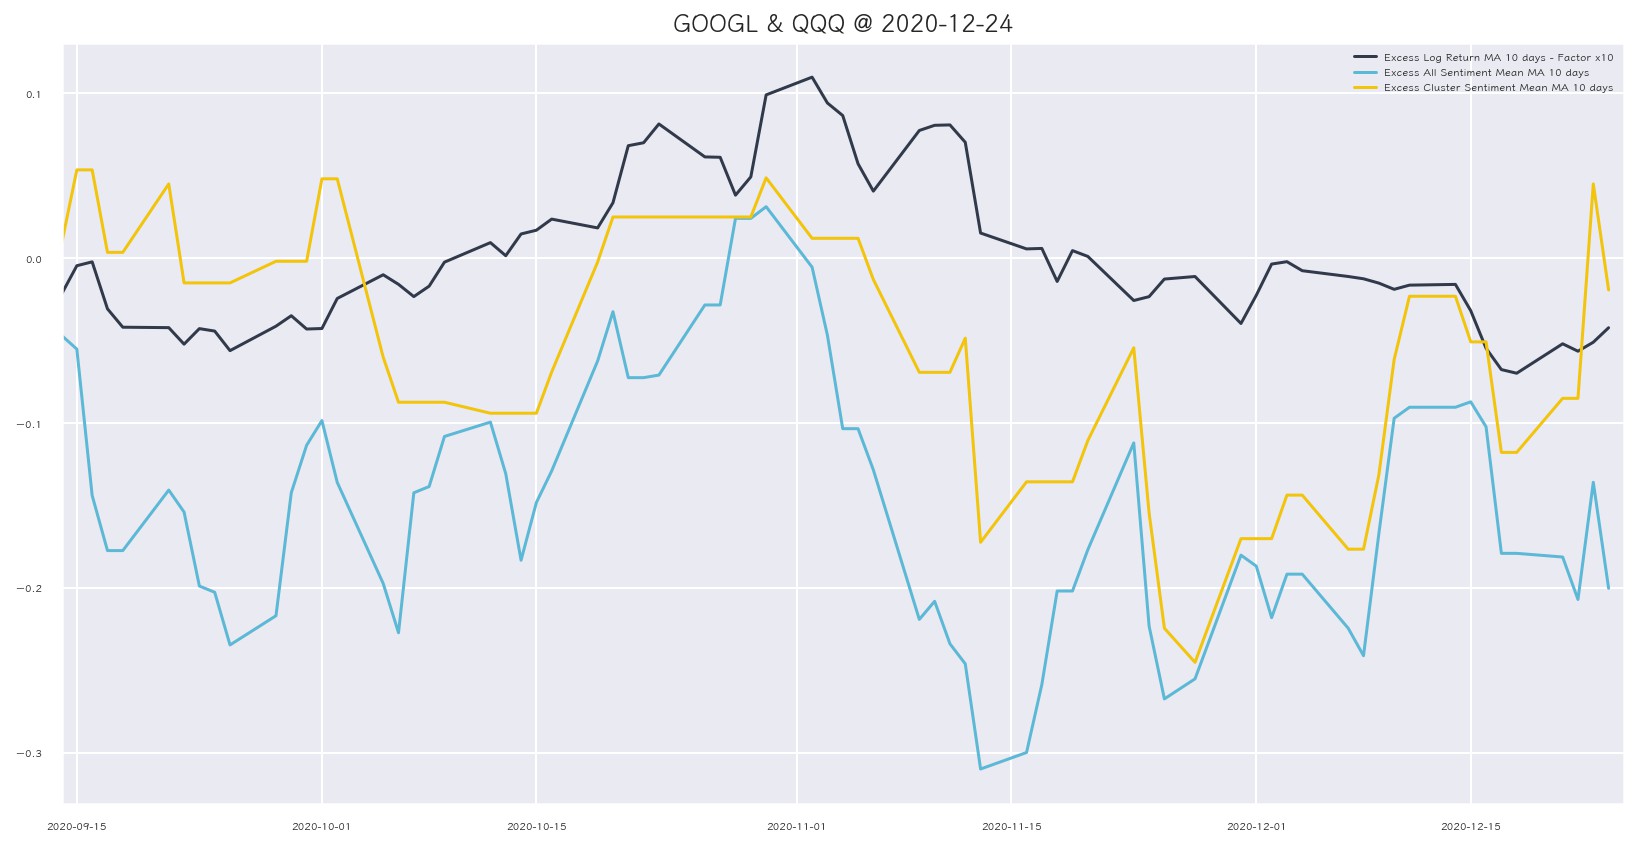 GOOGL & QQQ @ 2020-12-24
Excess Log Return MA 10 days - Factor x10
Excess All Sentiment Mean MA 10 days
Excess Cluster Sentiment Mean MA 10 days
0.1
0.0
−0.1
−0.2
−0.3
2020-09-15 2020-10-01 2020-10-15 2020-11-01 2020-11-15 2020-12-01 2020-12-15